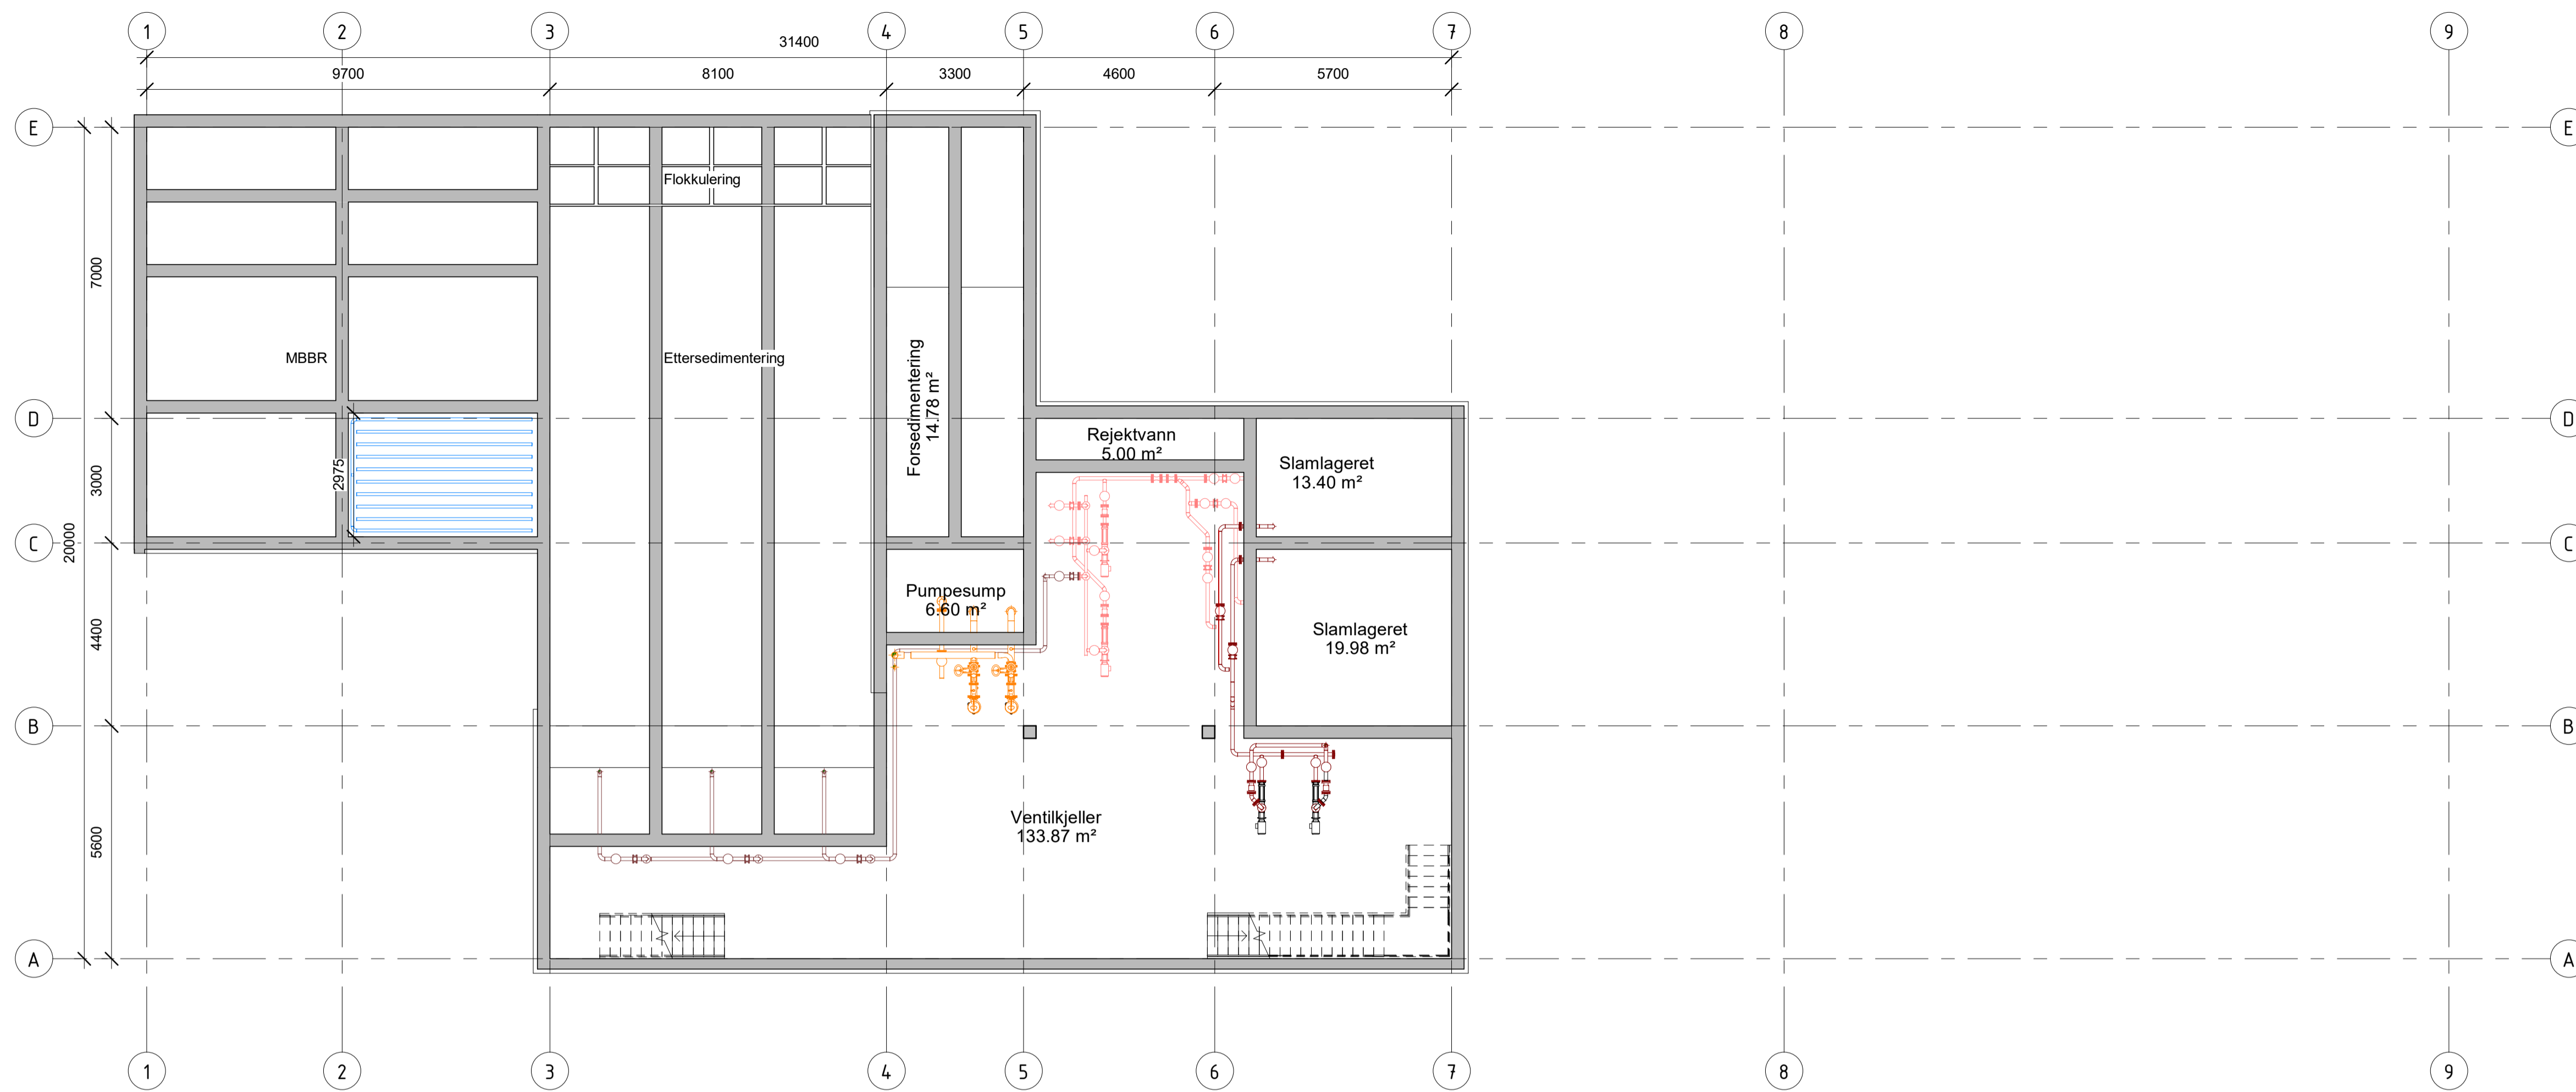 1 2 3 4 5 6 7 8 9
31400
9700 8100 3300 4600 5700
E E
Flokkulering
7000
MBBR
Ettersedimentering
Forsedimentering
14.78 m²
D D
Rejektvann
5.00 m²
Slamlageret
13.40 m²
2975
3000
20000
C C
Pumpesump
6.60 m²
4400
Slamlageret
19.98 m²
B B
Ventilkjeller
133.87 m²
5600
A A
1 2 3 4 5 6 7 8 9